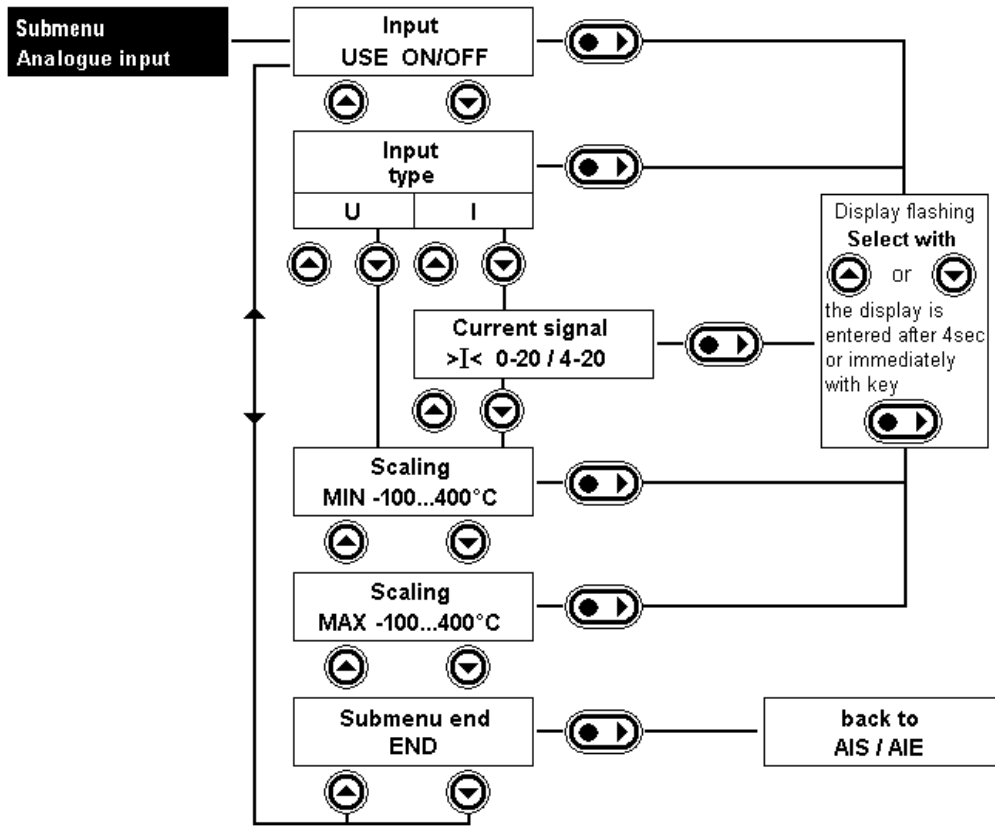 Submenu
Analogue input
Input
USE ON/OFF
Input
type
U I
Display flashing
Select with
or
the display is
entered after 4sec
or immediately
with key
Current signal
>I< 0-20 / 4-20
Scaling
MIN -100...400°C
Scaling
MAX -100...400°C
Submenu end
END
back to
AIS / AIE